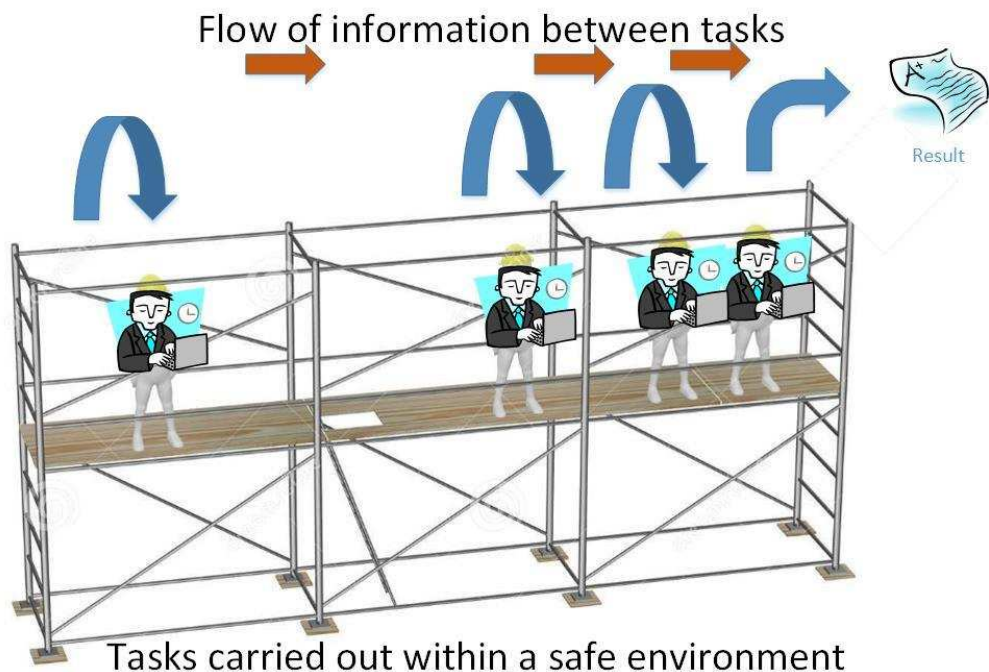 Flow of information between tasks
A+
Result
Tasks carried out within a safe environment